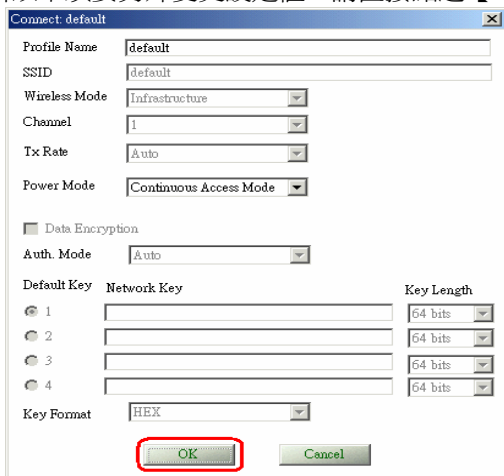 Connect: default
Profile Name default
SSID default
Wireless Mode Infrastructure
Channel 1
Tx Rate Auto
Power Mode Continuous Access Mode
Data Encryption
Auth. Mode Auto
Default Key Network Key Key Length
1 64 bits
2 64 bits
3 64 bits
4 64 bits
Key Format HEX
OK Cancel